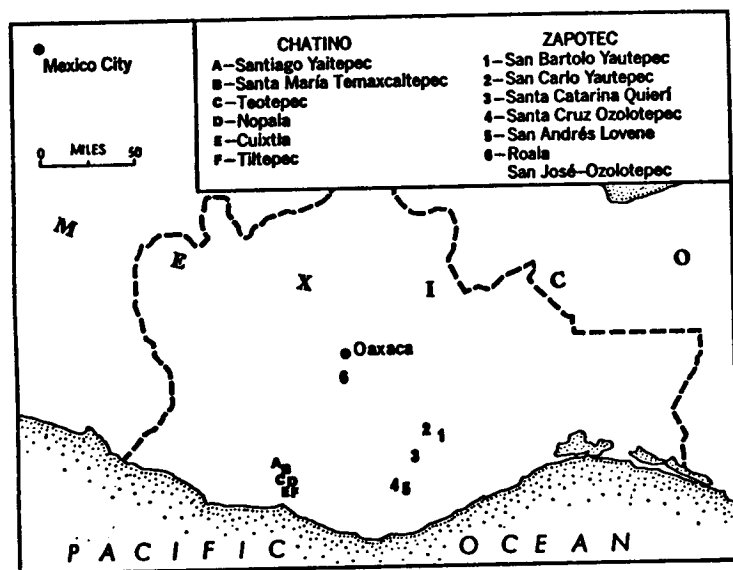 Mexico City
0 MILES 50
CHATINO
A—Santiago Yaitepec
B—Santa María Temaxcaltepec
C—Teotepec
D—Nopala
E—Cuixtla
F—Tiltepec
ZAPOTEC
1—San Bartolo Yautepec
2—San Carlo Yautepec
3—Santa Catarina Quierí
4—Santa Cruz Ozolotepec
5—San Andrés Lovene
6—Roala
San José-Ozolotepec
M E X I C O
Oaxaca
6
2 1
3
A B
C D
E F
4 5
PACIFIC OCEAN